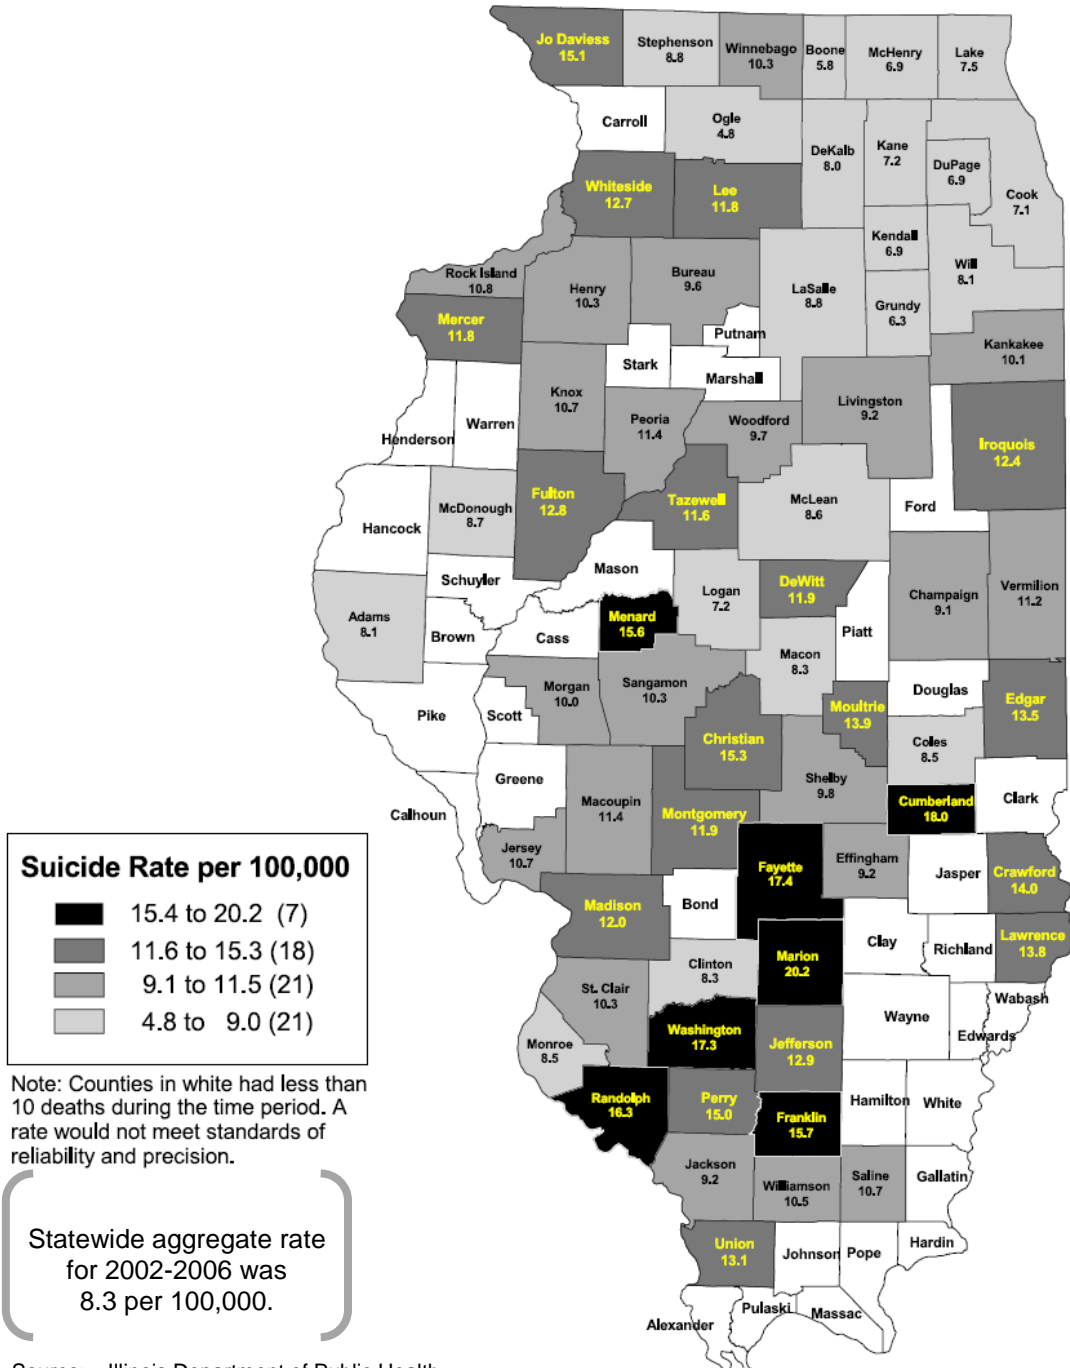 Jo Daviess
15.1
Stephenson
8.8
Winnebago
10.3
Boone
5.8
McHenry
6.9
Lake
7.5
Carroll
Ogle
4.8
DeKalb
8.0
Kane
7.2
DuPage
6.9
Cook
7.1
Whiteside
12.7
Lee
11.8
Kendall
6.9
Will
8.1
Rock Island
10.8
Henry
10.3
Bureau
9.6
LaSalle
8.8
Grundy
6.3
Mercer
11.8
Putnam
Kankakee
10.1
Stark
Marshall
Knox
10.7
Livingston
9.2
Warren
Henderson
Peoria
11.4
Woodford
9.7
Iroquois
12.4
Fulton
12.8
Tazewell
11.6
McLean
8.6
Ford
McDonough
8.7
Hancock
Mason
Schuyler
DeWitt
11.9
Logan
7.2
Champaign
9.1
Vermilion
11.2
Adams
8.1
Menard
15.6
Brown
Cass
Piatt
Macon
8.3
Morgan
10.0
Sangamon
10.3
Douglas
Edgar
13.5
Pike
Scott
Moultrie
13.9
Christian
15.3
Coles
8.5
Greene
Shelby
9.8
Clark
Cumberland
18.0
Macoupin
11.4
Montgomery
11.9
Calhoun
Jersey
10.7
Fayette
17.4
Effingham
9.2
Jasper
Crawford
14.0
Madison
12.0
Bond
Clay
Richland
Lawrence
13.8
Marion
20.2
Clinton
8.3
St. Clair
10.3
Wabash
Wayne
Edwards
Washington
17.3
Jefferson
12.9
Monroe
8.5
Randolph
16.3
Perry
15.0
Franklin
15.7
Hamilton
White
Jackson
9.2
Williamson
10.5
Saline
10.7
Gallatin
Union
13.1
Johnson
Pope
Hardin
Alexander
Pulaski
Massac
Suicide Rate per 100,000
15.4 to 20.2 (7)
11.6 to 15.3 (18)
9.1 to 11.5 (21)
4.8 to 9.0 (21)
Note: Counties in white had less than
10 deaths during the time period. A
rate would not meet standards of
reliability and precision.
Statewide aggregate rate
for 2002-2006 was
8.3 per 100,000.
Source: Illinois Department of Public Health